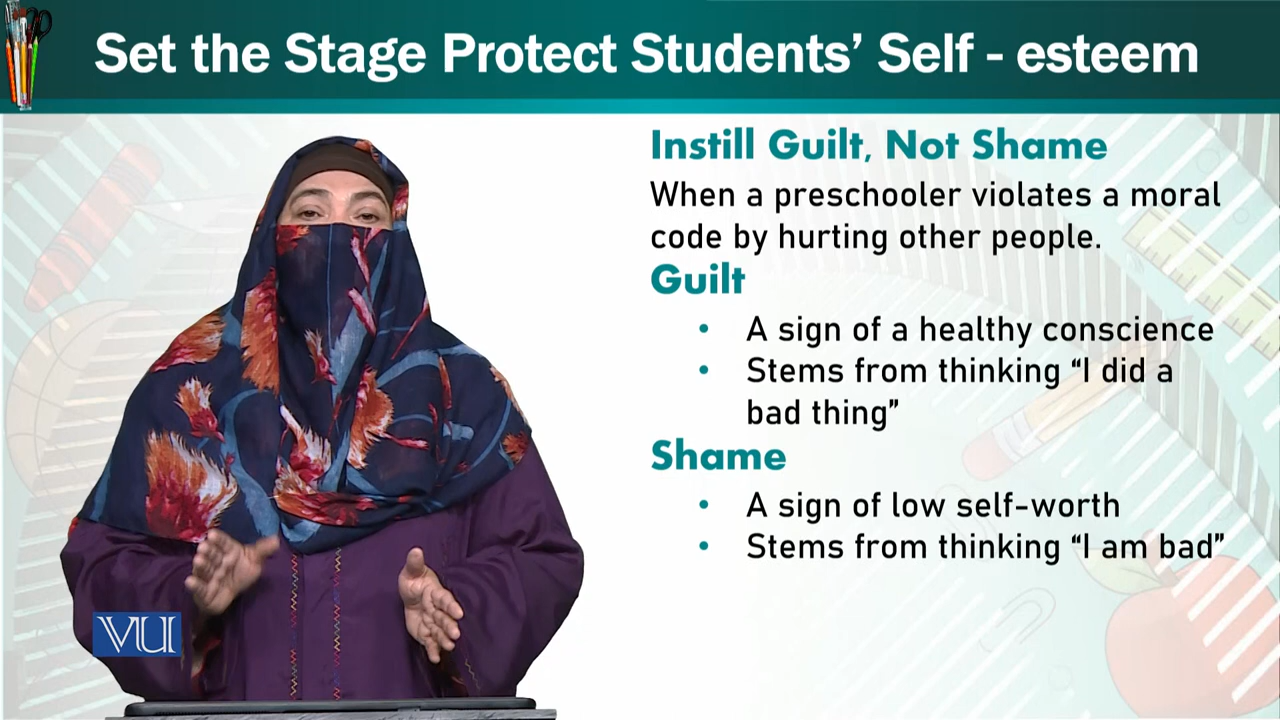 Set the Stage Protect Students’ Self - esteem
Instill Guilt, Not Shame
When a preschooler violates a moral
code by hurting other people.
Guilt
• A sign of a healthy conscience
• Stems from thinking “I did a
bad thing”
Shame
• A sign of low self-worth
• Stems from thinking “I am bad”
VU